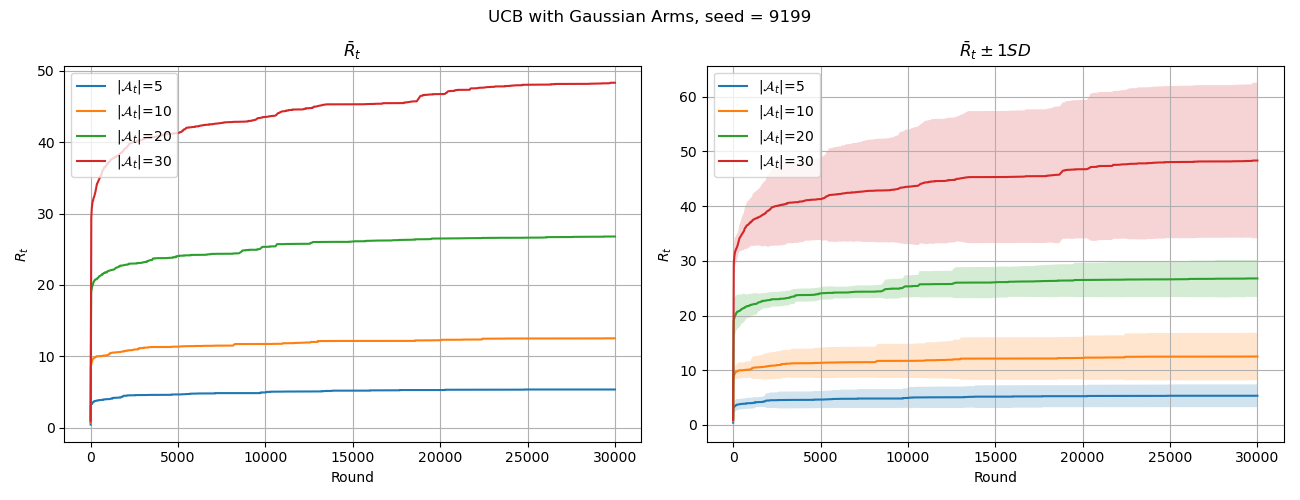 UCB with Gaussian Arms, seed = 9199
R̄ₜ
50
40
30
20
10
0
Rₜ
|𝒜ₜ|=5
|𝒜ₜ|=10
|𝒜ₜ|=20
|𝒜ₜ|=30
0 5000 10000 15000 20000 25000 30000
Round
R̄ₜ ± 1SD
60
50
40
30
20
10
0
Rₜ
|𝒜ₜ|=5
|𝒜ₜ|=10
|𝒜ₜ|=20
|𝒜ₜ|=30
0 5000 10000 15000 20000 25000 30000
Round